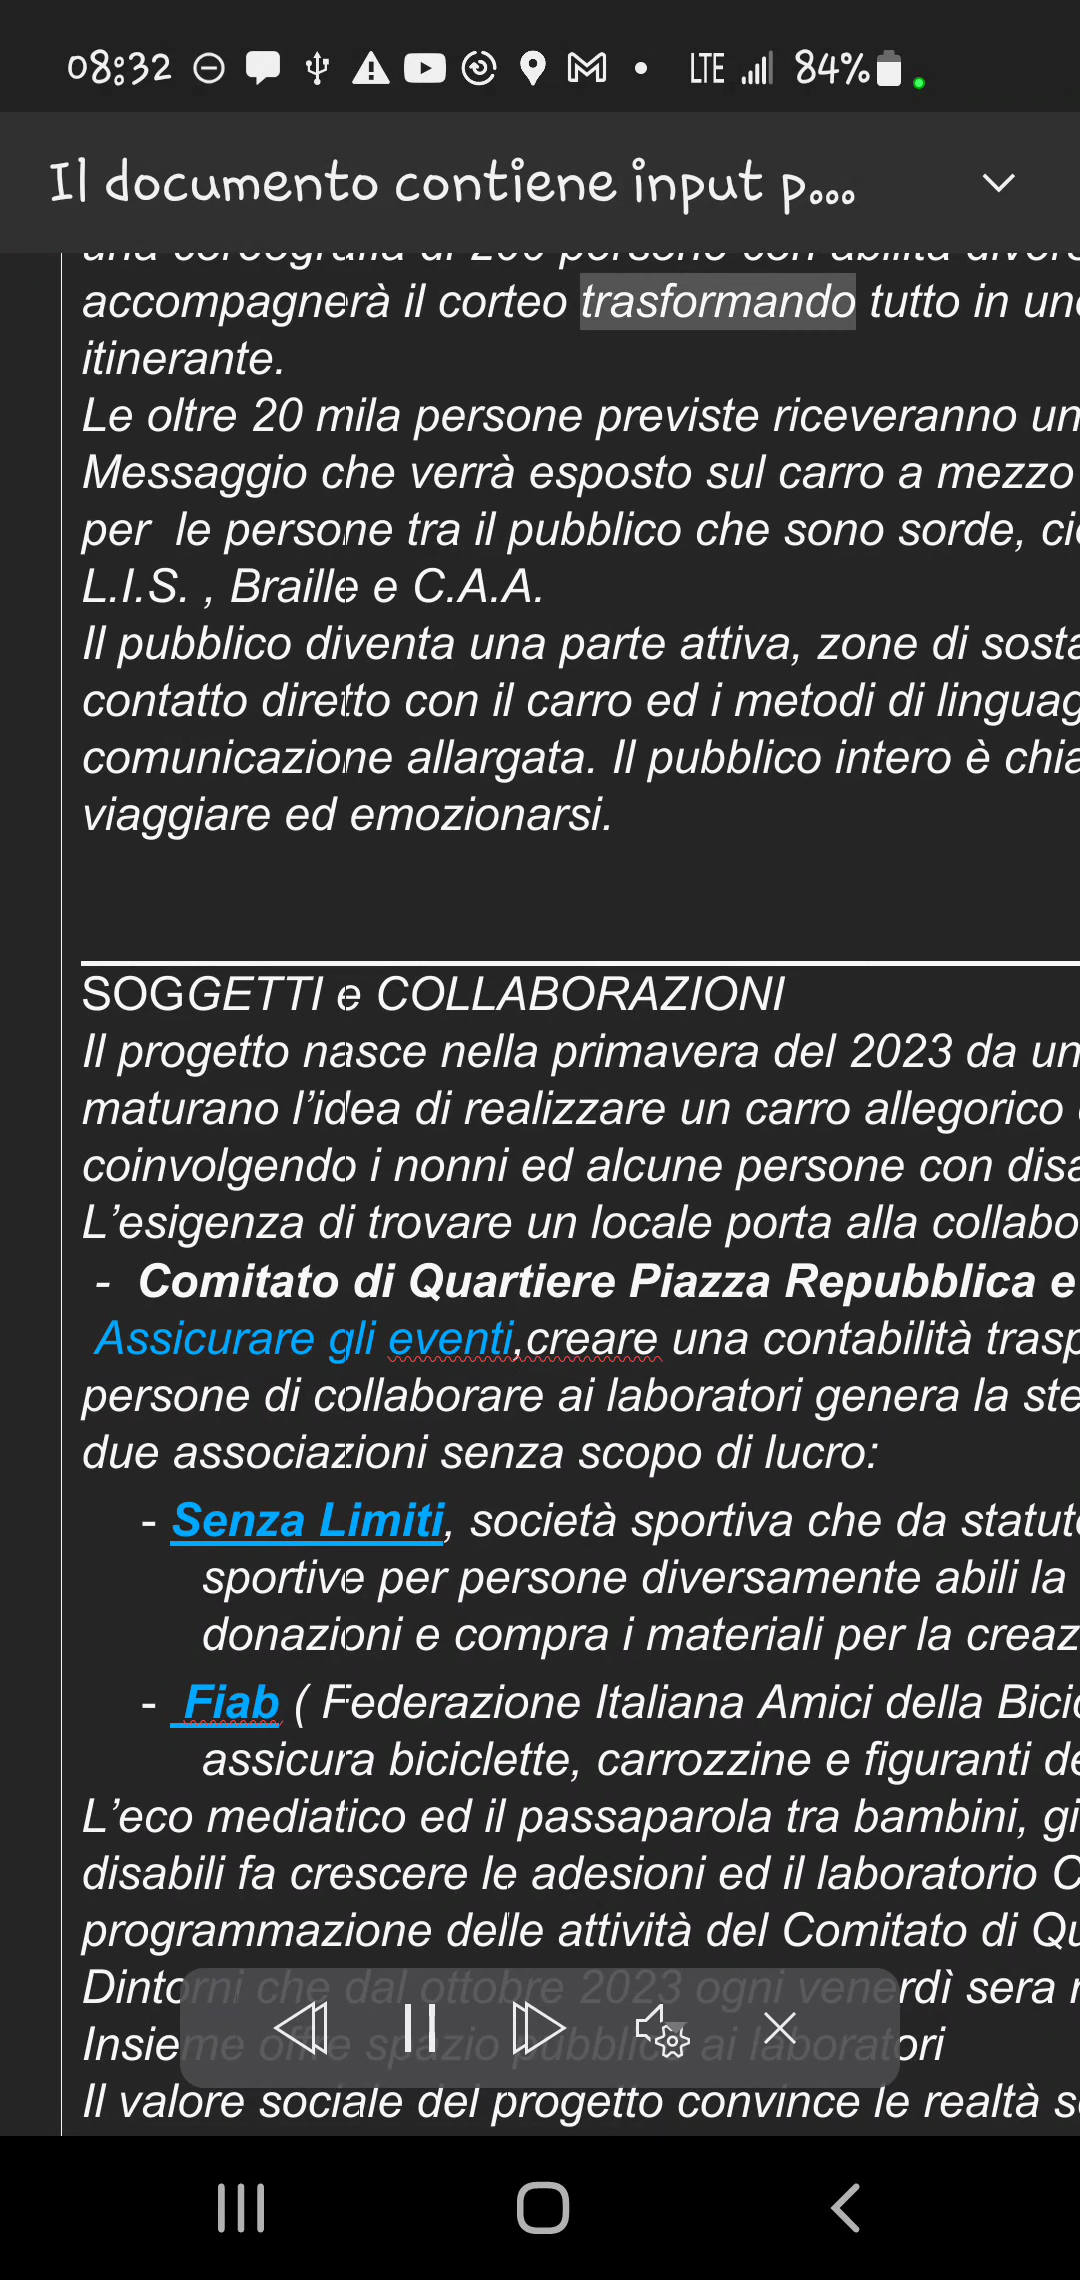 08:32 LTE 84%
Il documento contiene input p...
accompagnerà il corteo trasformando tutto in uno
itinerante.
Le oltre 20 mila persone previste riceveranno un
Messaggio che verrà esposto sul carro a mezzo
per le persone tra il pubblico che sono sorde, cie
L.I.S. , Braille e C.A.A.
Il pubblico diventa una parte attiva, zone di sosta
contatto diretto con il carro ed i metodi di linguag
comunicazione allargata. Il pubblico intero è chia
viaggiare ed emozionarsi.
SOGGETTI e COLLABORAZIONI
Il progetto nasce nella primavera del 2023 da un
maturano l’idea di realizzare un carro allegorico
coinvolgendo i nonni ed alcune persone con disa
L’esigenza di trovare un locale porta alla collabo
- Comitato di Quartiere Piazza Repubblica e
Assicurare gli eventi,creare una contabilità trasp
persone di collaborare ai laboratori genera la ste
due associazioni senza scopo di lucro:
- Senza Limiti, società sportiva che da statuto
sportive per persone diversamente abili la
donazioni e compra i materiali per la creaz
- Fiab ( Federazione Italiana Amici della Bicic
assicura biciclette, carrozzine e figuranti de
L’eco mediatico ed il passaparola tra bambini, gi
disabili fa crescere le adesioni ed il laboratorio C
programmazione delle attività del Comitato di Qu
Dintorni che dal ottobre 2023 ogni venerdì sera
Insieme offre spazio pubblico ai laboratori
Il valore sociale del progetto convince le realtà